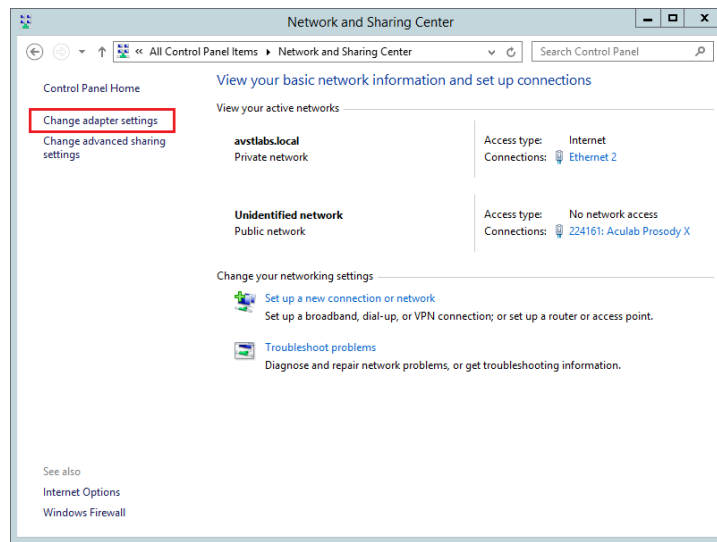 Network and Sharing Center
« All Control Panel Items Network and Sharing Center
Search Control Panel
Control Panel Home
Change adapter settings
Change advanced sharing
settings
View your basic network information and set up connections
View your active networks
avstlabs.local
Private network
Access type: Internet
Connections: Ethernet 2
Unidentified network
Public network
Access type: No network access
Connections: 224161: Aculab Prosody X
Change your networking settings
Set up a new connection or network
Set up a broadband, dial-up, or VPN connection; or set up a router or access point.
Troubleshoot problems
Diagnose and repair network problems, or get troubleshooting information.
See also
Internet Options
Windows Firewall